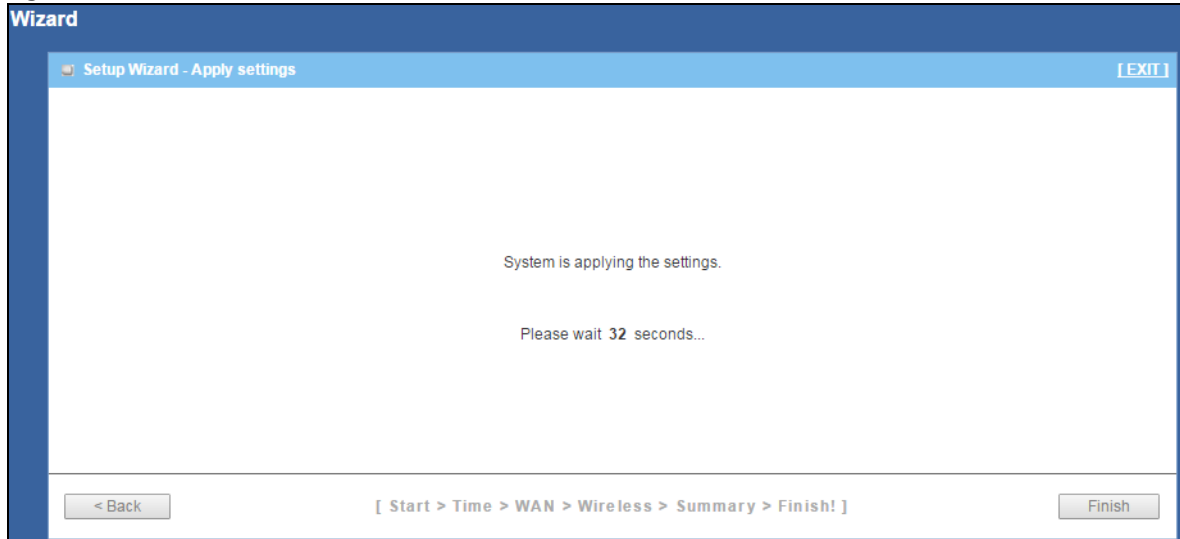 Wizard
Setup Wizard - Apply settings [ EXIT ]
System is applying the settings.
Please wait 32 seconds...
< Back [ Start > Time > WAN > Wireless > Summary > Finish! ] Finish